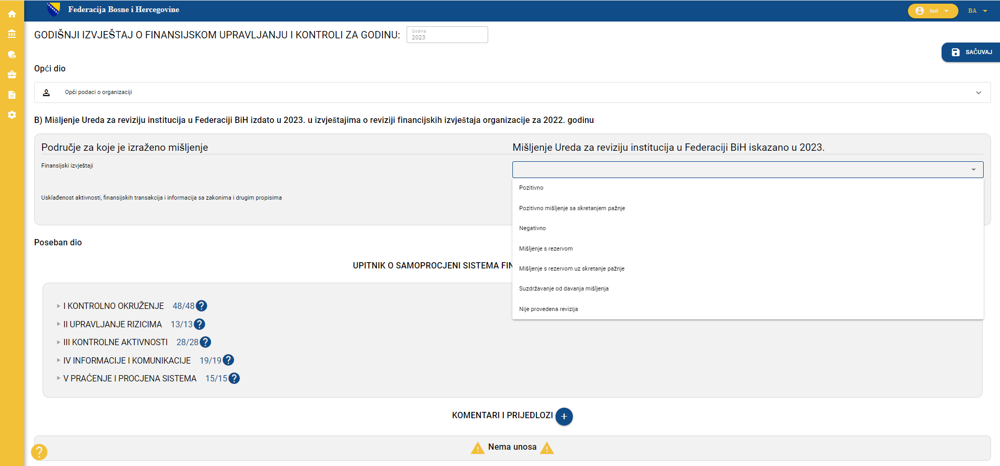 Federacija Bosne i Hercegovine
test
BA
GODIŠNJI IZVJEŠTAJ O FINANSIJSKOM UPRAVLJANJU I KONTROLI ZA GODINU:
Godina
2023
SAČUVAJ
Opći dio
Opći podaci o organizaciji
B) Mišljenje Ureda za reviziju institucija u Federaciji BiH izdato u 2023. u izvještajima o reviziji financijskih izvještaja organizacije za 2022. godinu
Područje za koje je izraženo mišljenje
Mišljenje Ureda za reviziju institucija u Federaciji BiH iskazano u 2023.
Finansijski izvještaji
Usklađenost aktivnosti, finansijskih transakcija i informacija sa zakonima i drugim propisima
Pozitivno
Pozitivno mišljenje sa skretanjem pažnje
Negativno
Mišljenje s rezervom
Mišljenje s rezervom uz skretanje pažnje
Suzdržavanje od davanja mišljenja
Nije provedena revizija
Poseban dio
UPITNIK O SAMOPROCJENI SISTEMA FIN
I KONTROLNO OKRUŽENJE 48/48 ?
II UPRAVLJANJE RIZICIMA 13/13 ?
III KONTROLNE AKTIVNOSTI 28/28 ?
IV INFORMACIJE I KOMUNIKACIJE 19/19 ?
V PRAĆENJE I PROCJENA SISTEMA 15/15 ?
KOMENTARI I PRIJEDLOZI +
Nema unosa
?